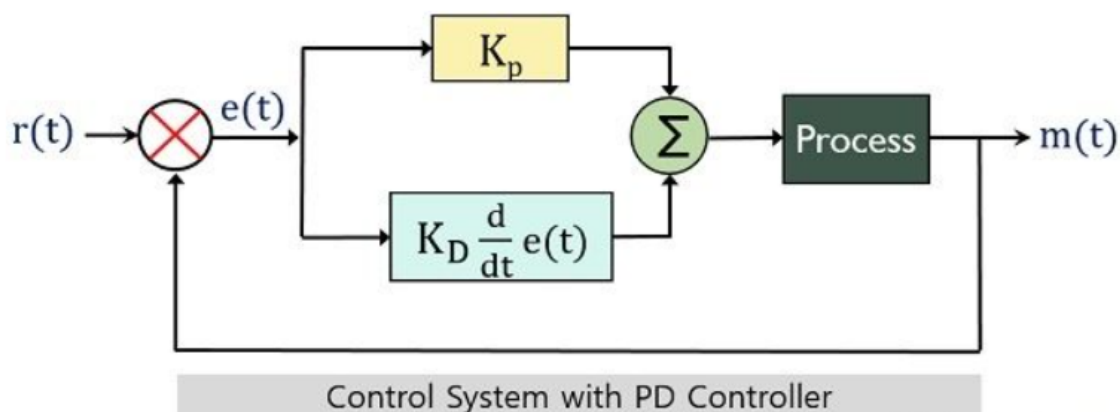 K_p
r(t)
e(t)
Σ
Process
m(t)
K_D d/dt e(t)
Control System with PD Controller